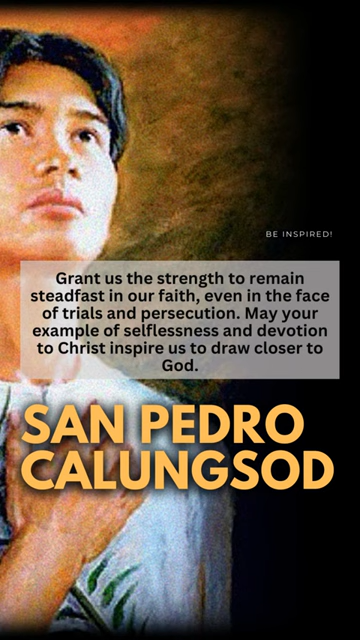 BE INSPIRED!
Grant us the strength to remain
steadfast in our faith, even in the face
of trials and persecution. May your
example of selflessness and devotion
to Christ inspire us to draw closer to
God.
SAN PEDRO
CALUNGSOD